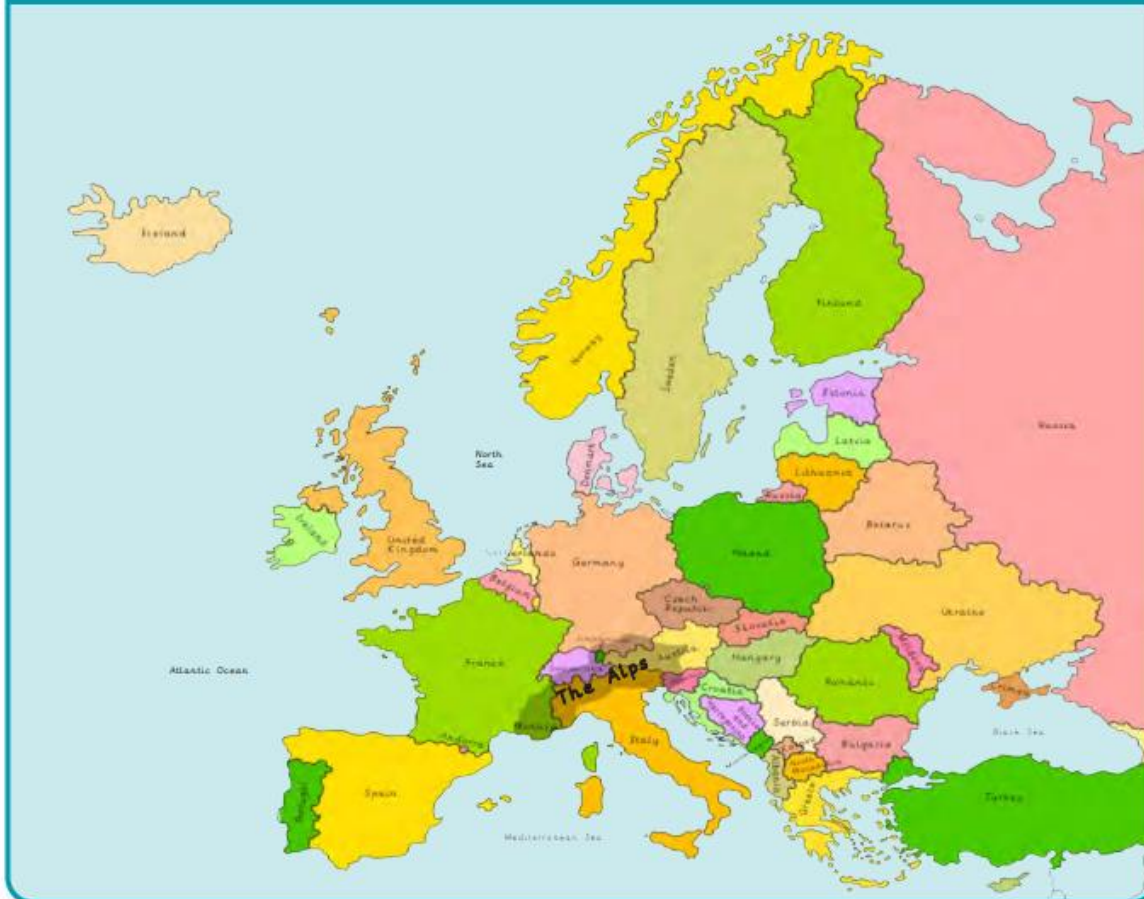 Iceland
Finland
Norway
Sweden
Estonia
Russia
Latvia
North
Sea
Denmark
Lithuania
Russia
Ireland
United
Kingdom
Belarus
Poland
Germany
Belgium
Czech
Republic
Ukraine
Slovakia
Austria
Hungary
France
Atlantic Ocean
The Alps
Romania
Croatia
Serbia
Black Sea
Italy
Bulgaria
Andorra
Spain
Portugal
Turkey
Greece
Mediterranean Sea